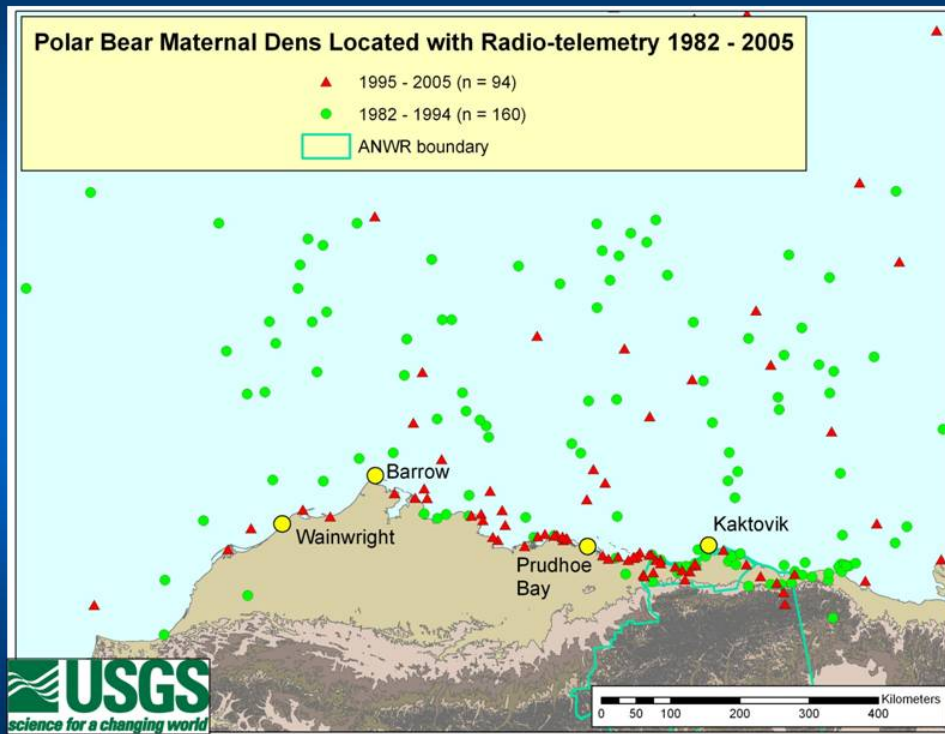 Polar Bear Maternal Dens Located with Radio-telemetry 1982 - 2005
1995 - 2005 (n = 94)
1982 - 1994 (n = 160)
ANWR boundary
Barrow
Wainwright
Prudhoe
Bay
Kaktovik
USGS
science for a changing world
Kilometers
0 50 100 200 300 400